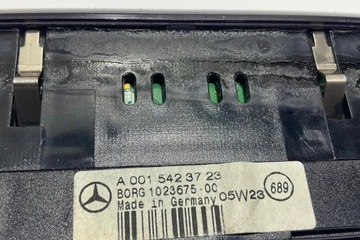 A 001 542 37 23
BORG 1023675-00
Made in Germany 05W23
689